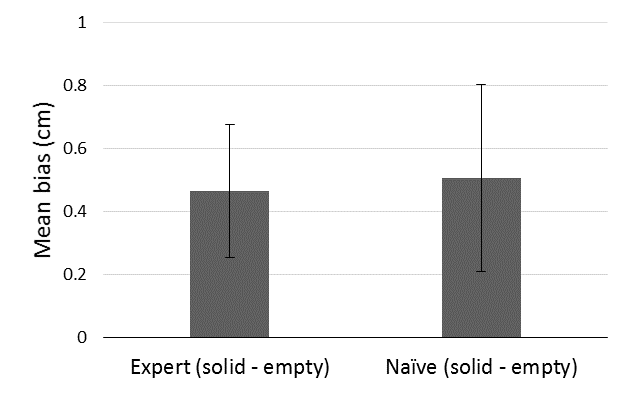 1
0.8
0.6
0.4
0.2
0
Mean bias (cm)
Expert (solid - empty)
Naïve (solid - empty)